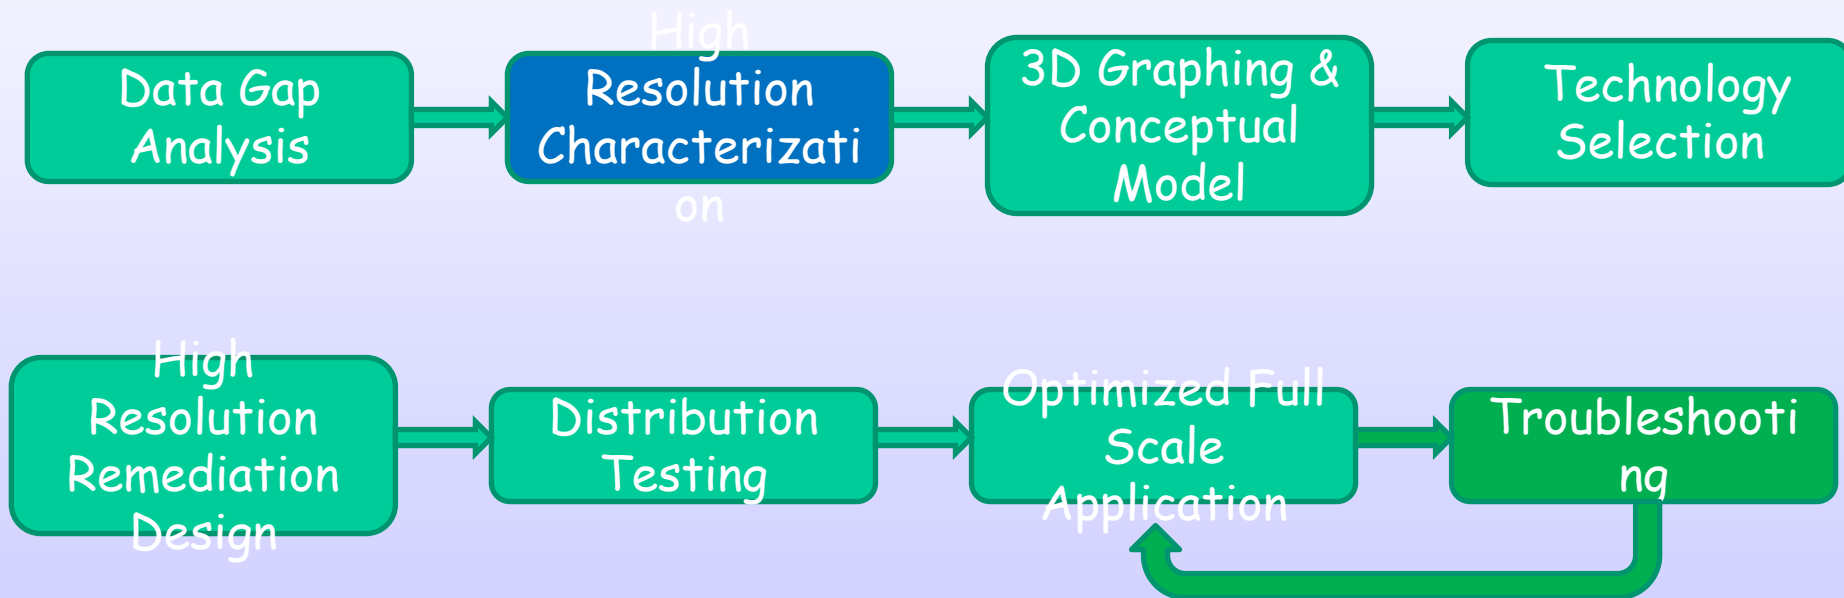 Data Gap
Analysis
High
Resolution
Characterizati
on
3D Graphing &
Conceptual
Model
Technology
Selection
High
Resolution
Remediation
Design
Distribution
Testing
Optimized Full
Scale
Application
Troubleshooti
ng